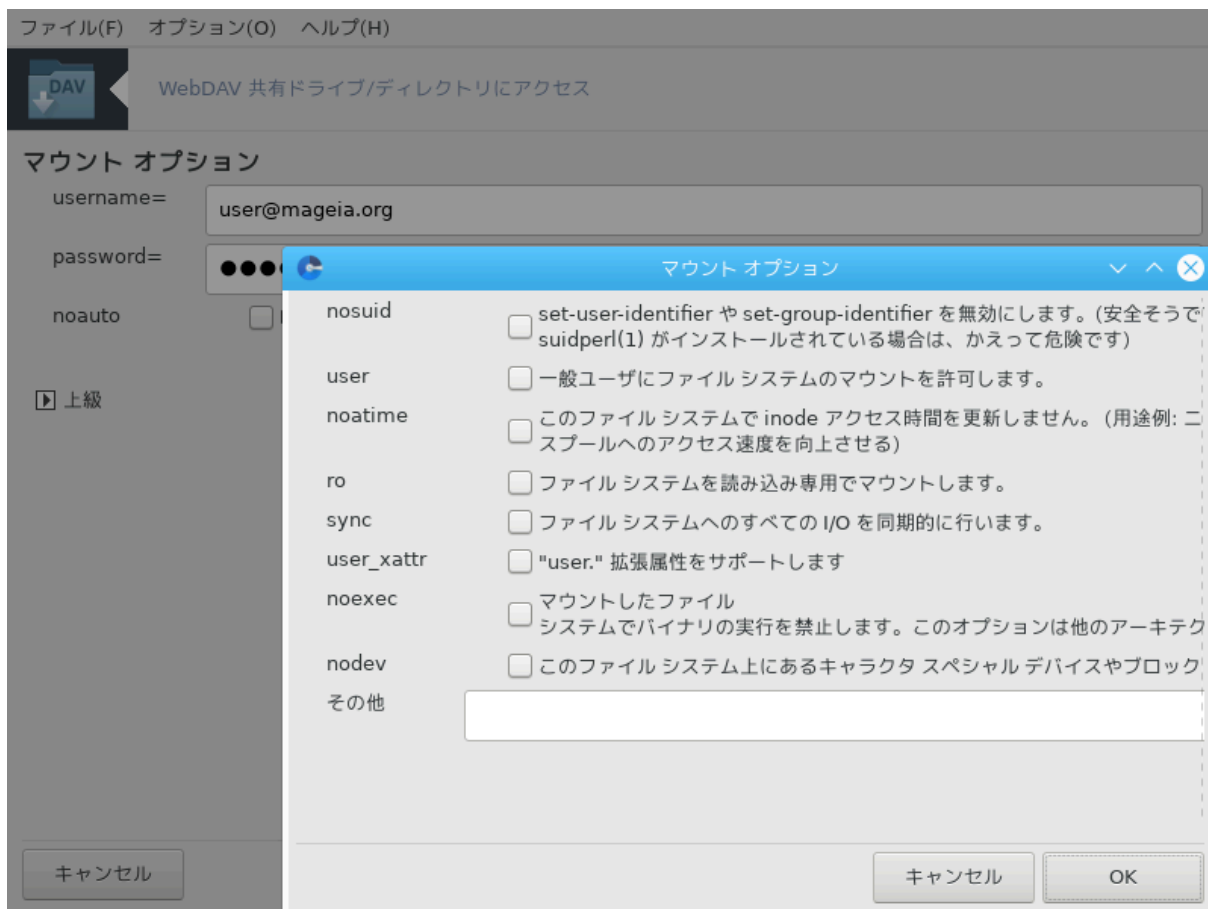 ファイル(F) オプション(O) ヘルプ(H)
DAV
WebDAV 共有ドライブ/ディレクトリにアクセス
マウント オプション
username=
user@mageia.org
password=
noauto
上級
キャンセル
マウント オプション
nosuid
set-user-identifier や set-group-identifier を無効にします。(安全そうで
suidperl(1) がインストールされている場合は、かえって危険です)
user
一般ユーザにファイル システムのマウントを許可します。
noatime
このファイル システムで inode アクセス時間を更新しません。 (用途例: ニ
スプールへのアクセス速度を向上させる)
ro
ファイル システムを読み込み専用でマウントします。
sync
ファイル システムへのすべての I/O を同期的に行います。
user_xattr
"user." 拡張属性をサポートします
noexec
マウントしたファイル
システムでバイナリの実行を禁止します。このオプションは他のアーキテク
nodev
このファイル システム上にあるキャラクタ スペシャル デバイスやブロック
その他
キャンセル
OK